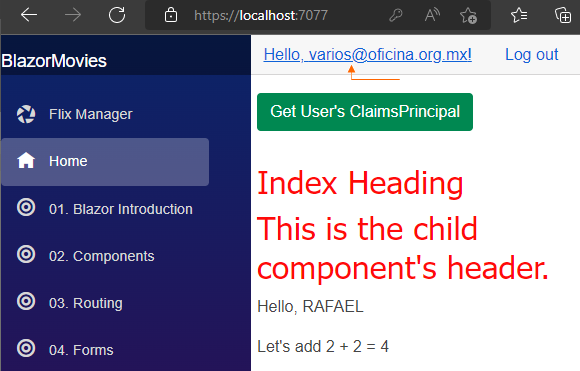 https://localhost:7077
BlazorMovies
Hello, varios@oficina.org.mx!
Log out
Flix Manager
Home
01. Blazor Introduction
02. Components
03. Routing
04. Forms
Get User's ClaimsPrincipal
Index Heading
This is the child
component's header.
Hello, RAFAEL
Let's add 2 + 2 = 4